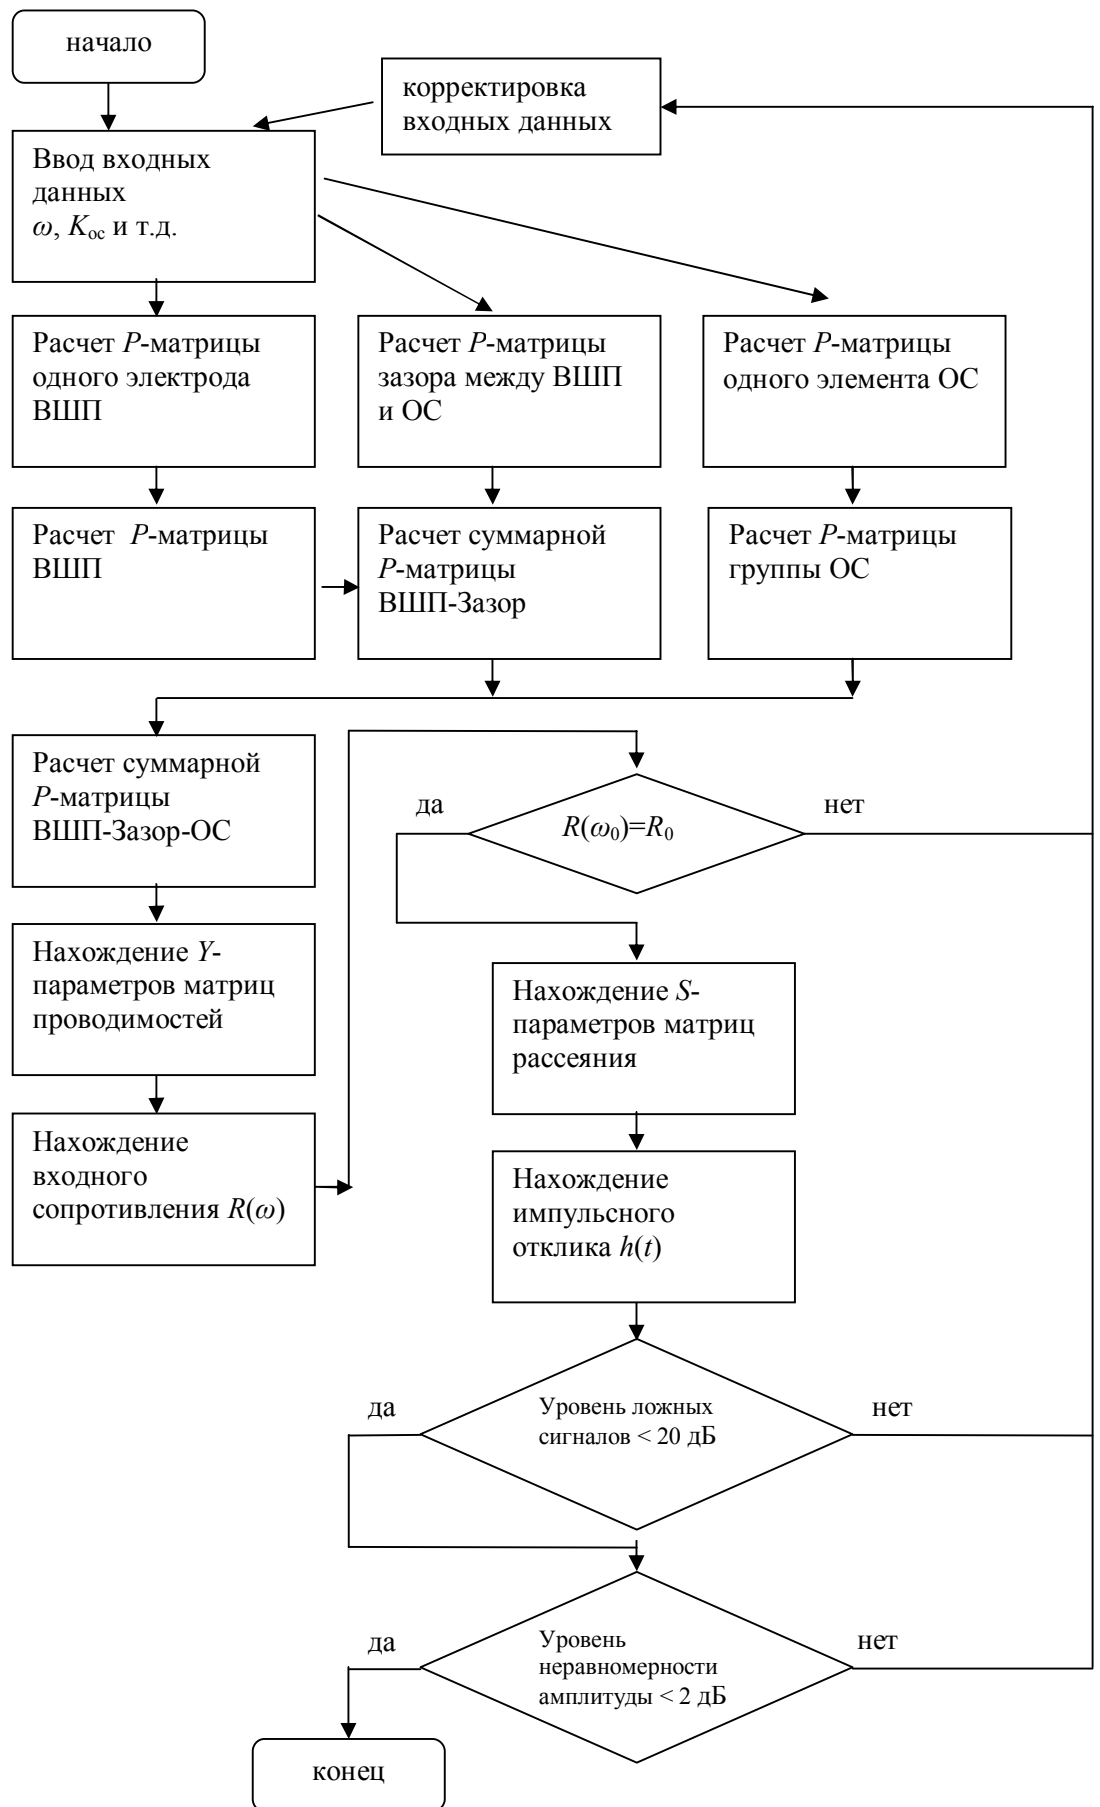 начало
корректировка
входных данных
Ввод входных
данных
ω, Kос и т.д.
Расчет P-матрицы
одного электрода
ВШП
Расчет P-матрицы
зазора между ВШП
и ОС
Расчет P-матрицы
одного элемента ОС
Расчет P-матрицы
ВШП
Расчет суммарной
P-матрицы
ВШП-Зазор
Расчет P-матрицы
группы ОС
Расчет суммарной
P-матрицы
ВШП-Зазор-ОС
да
R(ω0)=R0
нет
Нахождение Y-
параметров матриц
проводимостей
Нахождение S-
параметров матриц
рассеяния
Нахождение
входного
сопротивления R(ω)
Нахождение
импульсного
отклика h(t)
да
Уровень ложных
сигналов < 20 дБ
нет
да
Уровень
неравномерности
амплитуды < 2 дБ
нет
конец